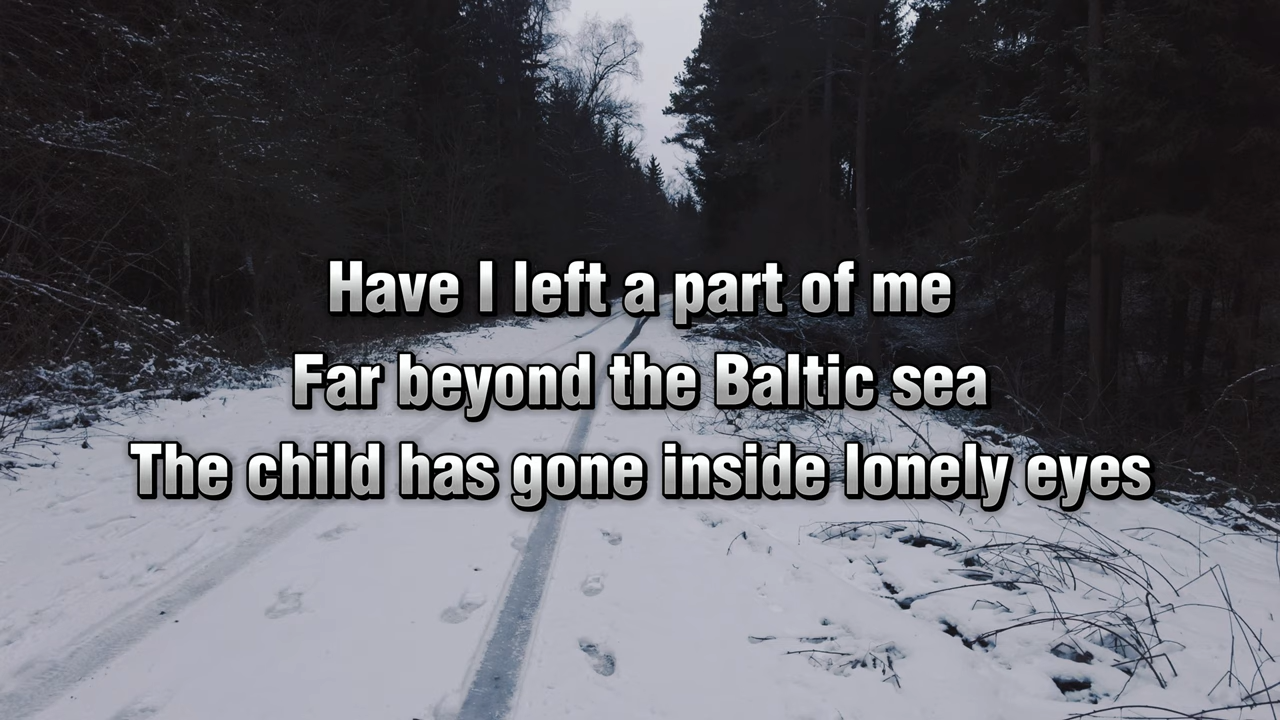 Have I left a part of me
Far beyond the Baltic sea
The child has gone inside lonely eyes